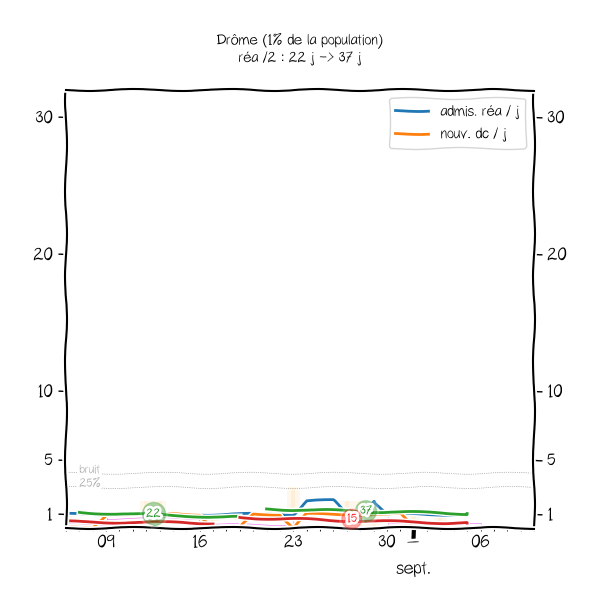 Drôme (1% de la population)
réa /2 : 22 j -> 37 j
admis. réa / j
nouv. dc / j
30 30
20 20
10 10
5 5
bruit
25%
1 1
22 15 37
09 16 23 30 1 06
sept.